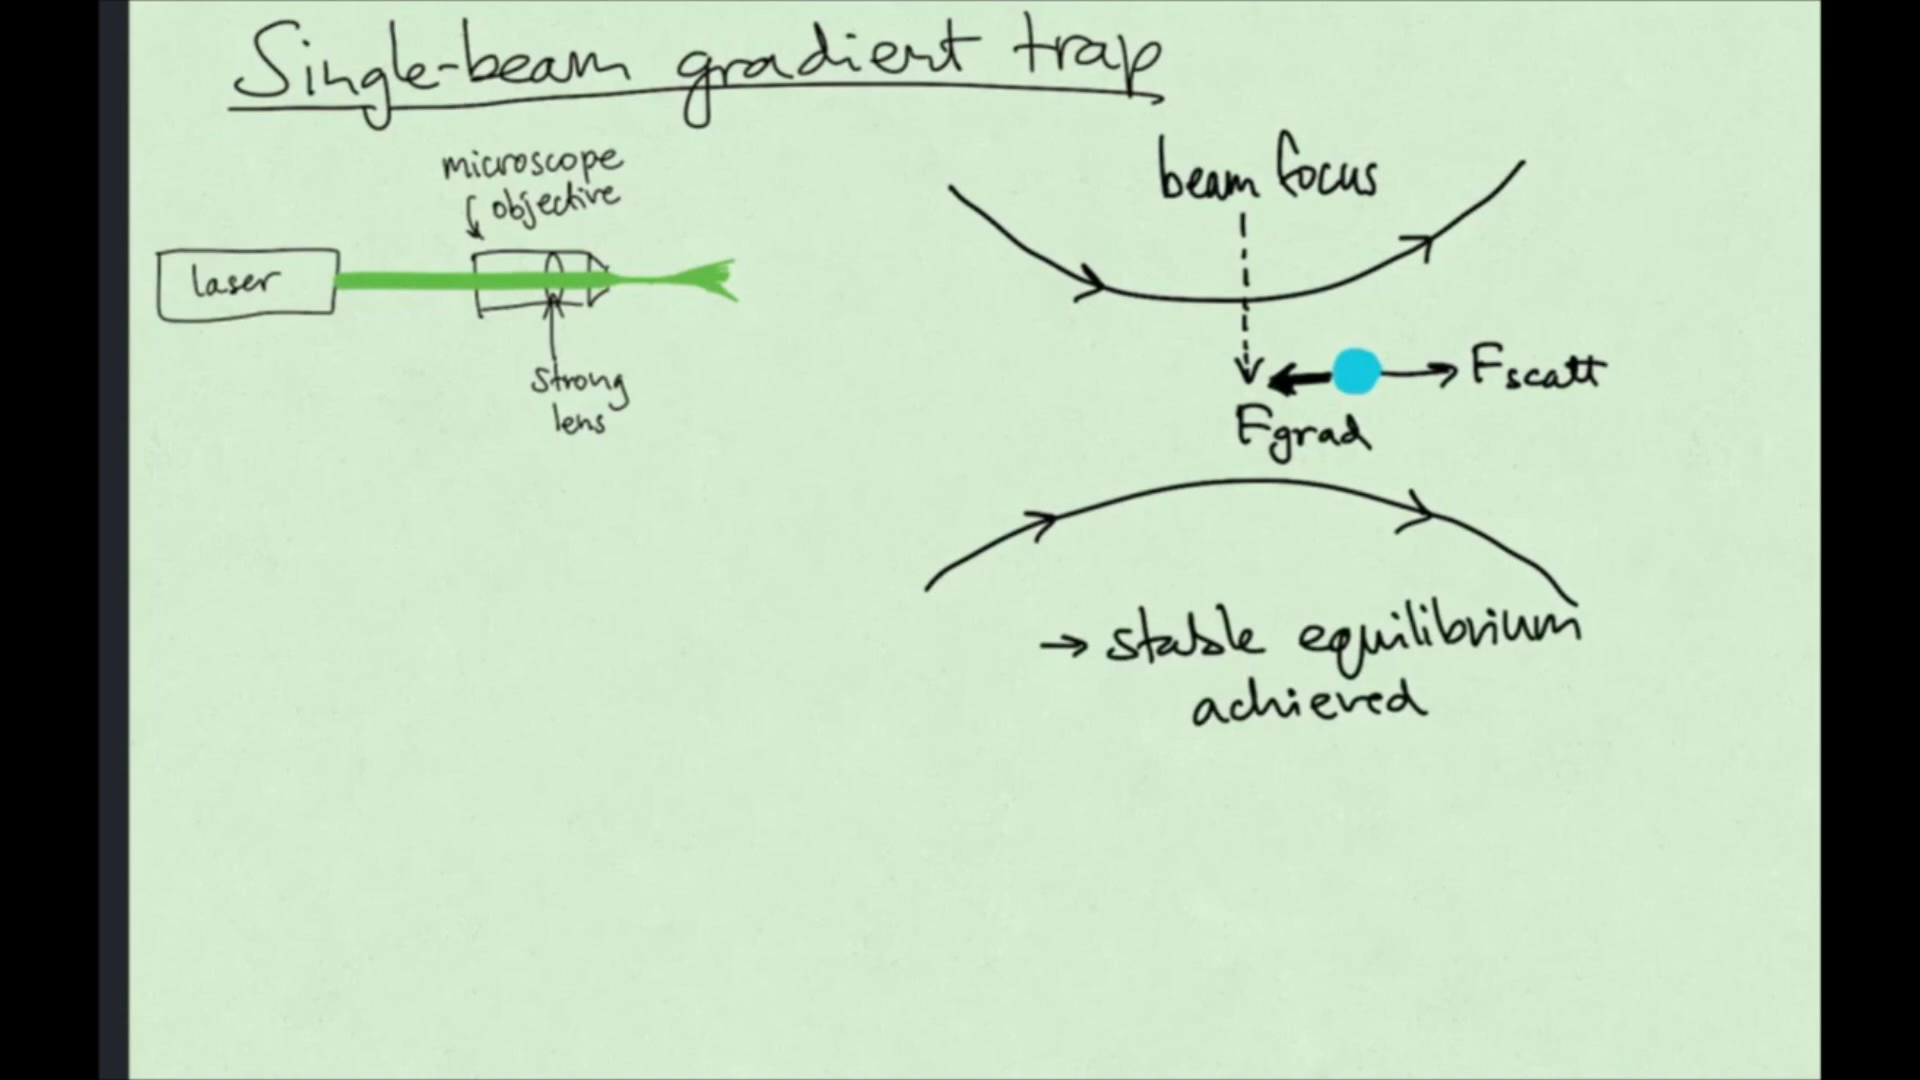 Single-beam gradient trap
microscope
objective
laser
strong
lens
beam focus
Fscatt
Fgrad
→ stable equilibrium
achieved